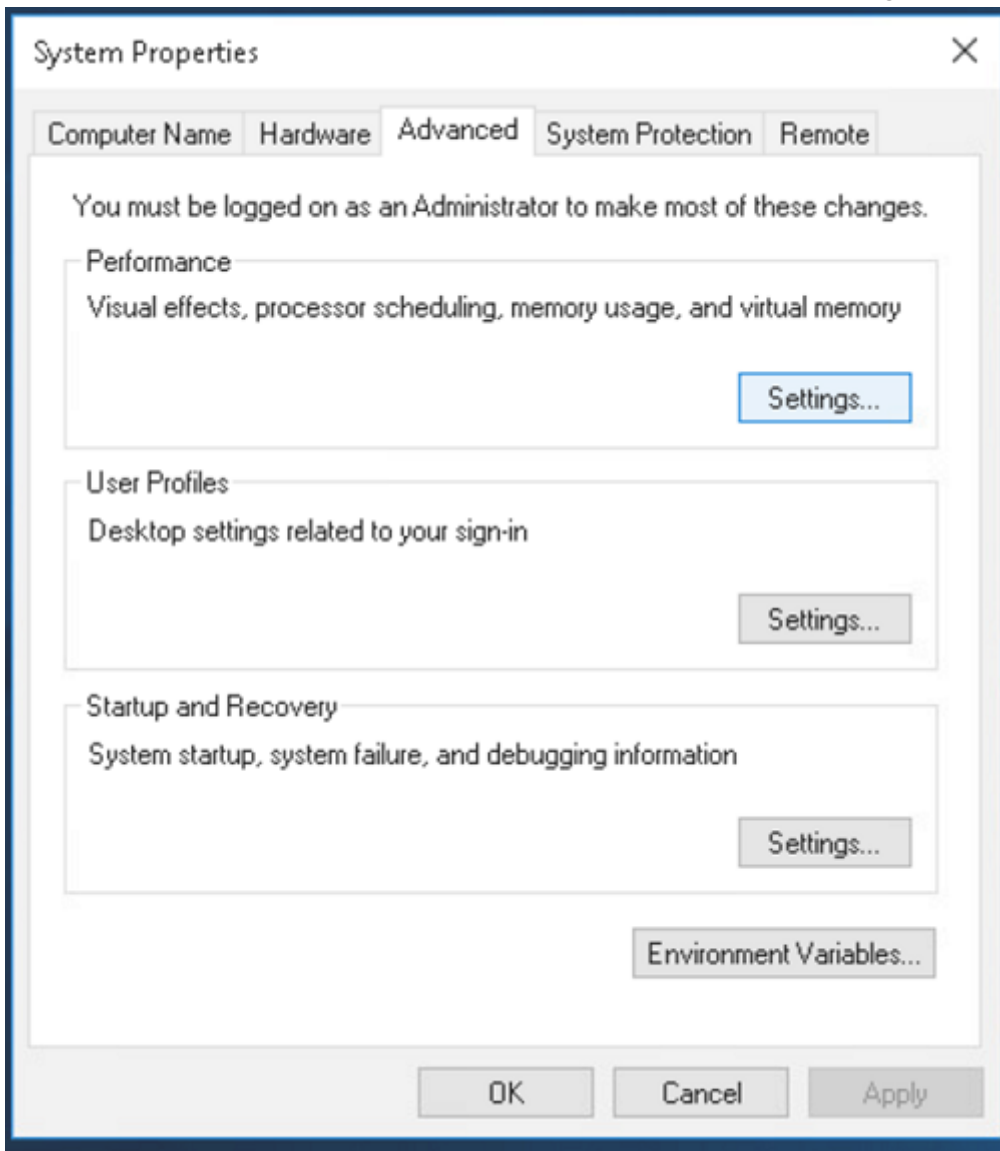 System Properties
Computer Name Hardware Advanced System Protection Remote
You must be logged on as an Administrator to make most of these changes.
Performance
Visual effects, processor scheduling, memory usage, and virtual memory
Settings...
User Profiles
Desktop settings related to your sign-in
Settings...
Startup and Recovery
System startup, system failure, and debugging information
Settings...
Environment Variables...
OK Cancel Apply